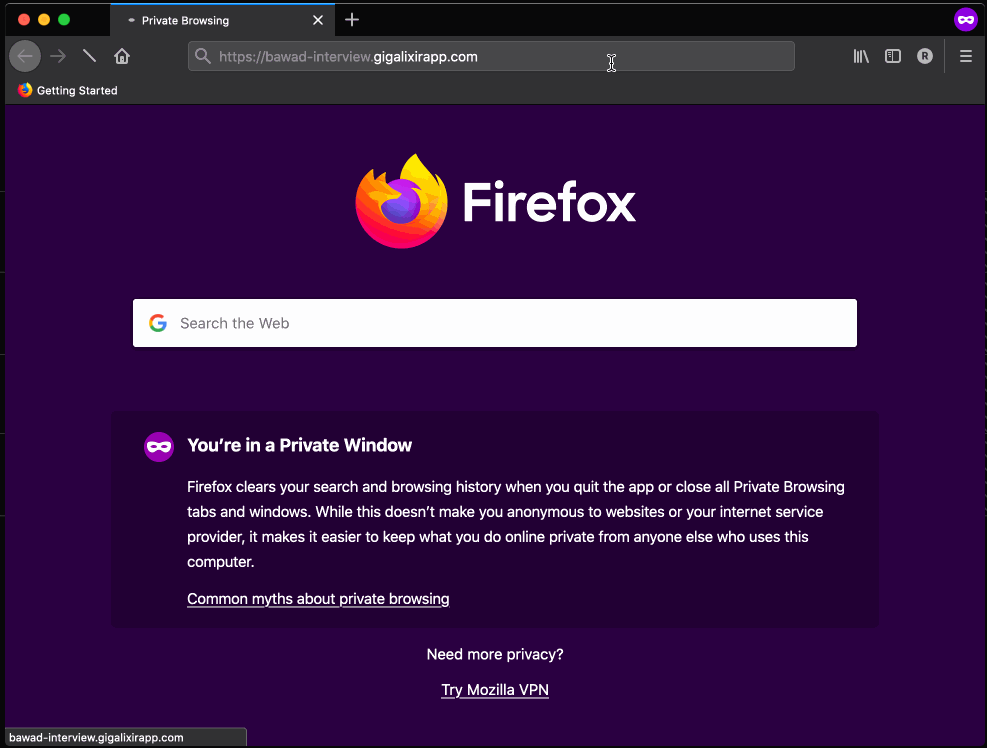 Private Browsing
https://bawad-interview.gigalixirapp.com
R
Getting Started
Firefox
Search the Web
You’re in a Private Window
Firefox clears your search and browsing history when you quit the app or close all Private Browsing
tabs and windows. While this doesn’t make you anonymous to websites or your internet service
provider, it makes it easier to keep what you do online private from anyone else who uses this
computer.
Common myths about private browsing
Need more privacy?
Try Mozilla VPN
bawad-interview.gigalixirapp.com